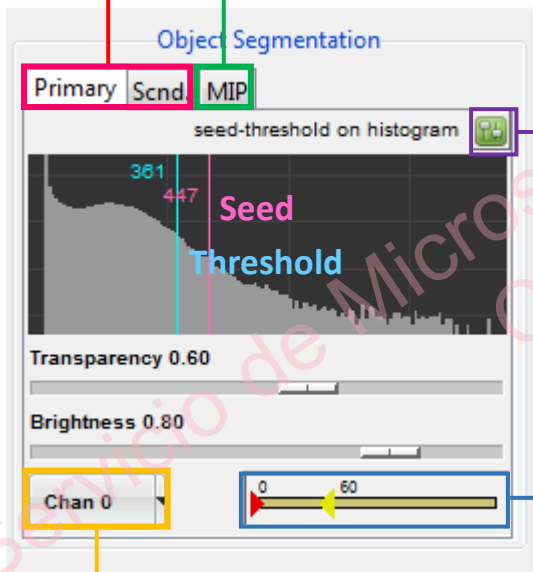 Object Segmentation
Primary Scnd. MIP
seed-threshold on histogram
361
447
Seed
Threshold
Transparency 0.60
Brightness 0.80
Chan 0
0 60
Servicio de Micros